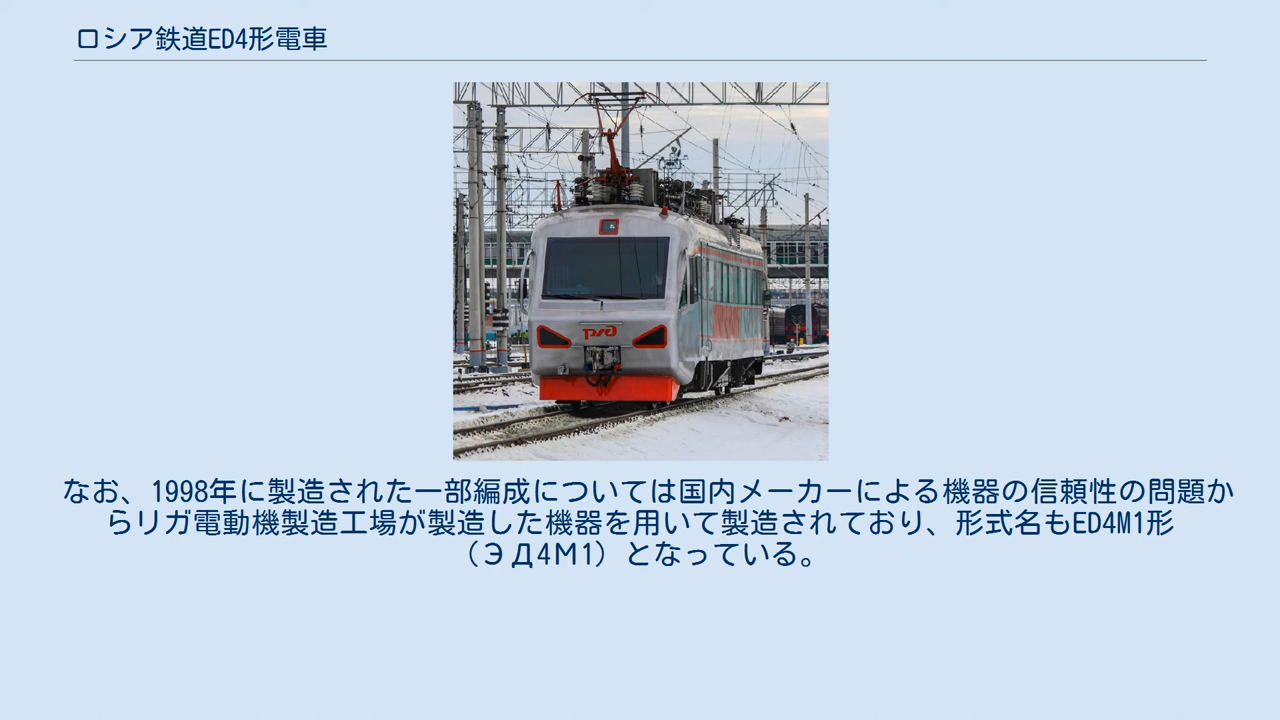 ロシア鉄道ED4形電車
なお、1998年に製造された一部編成については国内メーカーによる機器の信頼性の問題か
らリガ電動機製造工場が製造した機器を用いて製造されており、形式名もED4M1形
（ЭД4М1）となっている。